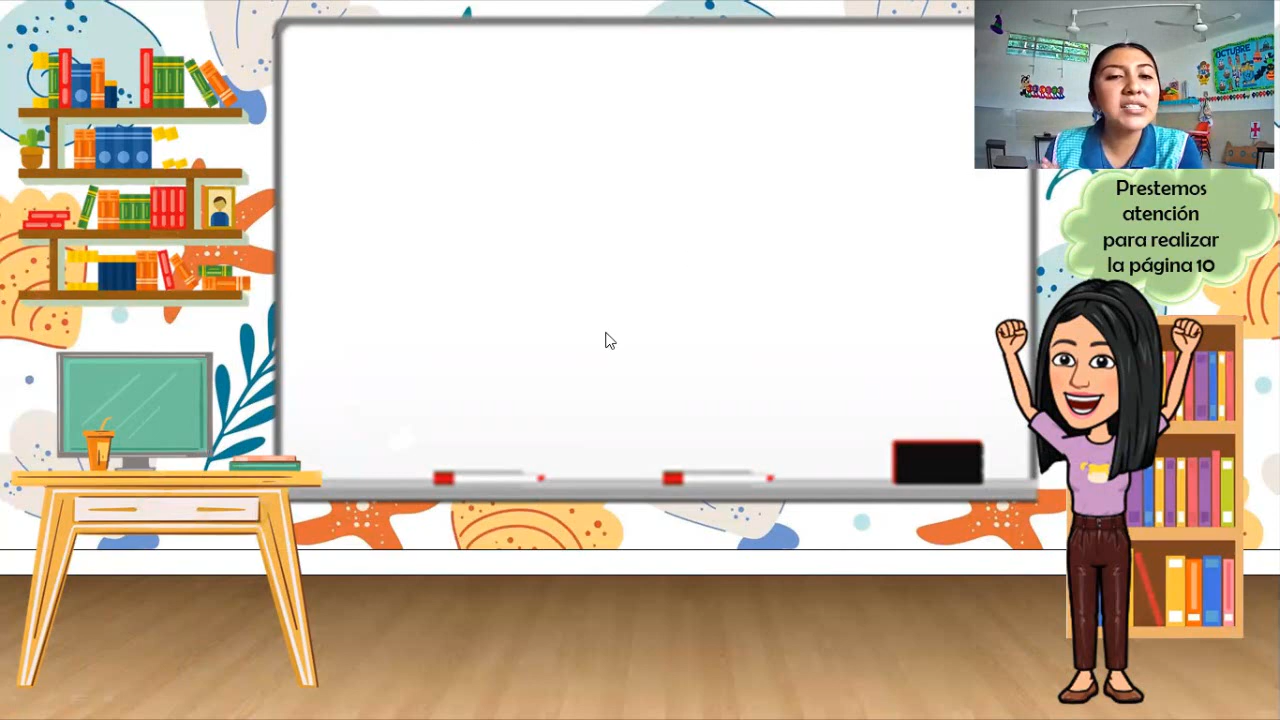 OCTUBRE
Prestemos
atención
para realizar
la página 10